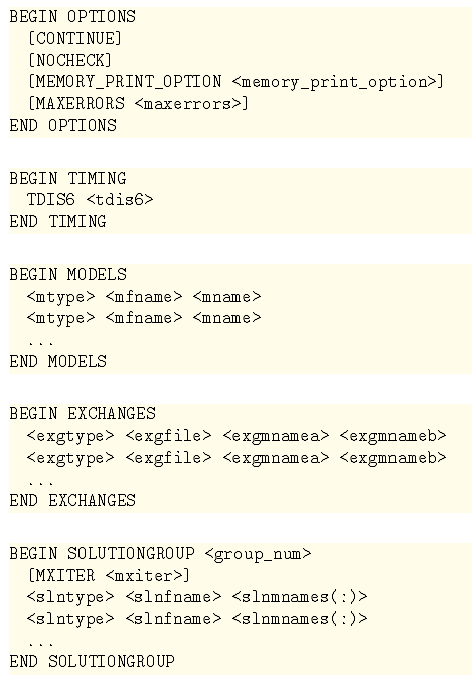 BEGIN OPTIONS
[CONTINUE]
[NOCHECK]
[MEMORY_PRINT_OPTION <memory_print_option>]
[MAXERRORS <maxerrors>]
END OPTIONS
BEGIN TIMING
TDIS6 <tdis6>
END TIMING
BEGIN MODELS
<mtype> <mfname> <mname>
<mtype> <mfname> <mname>
...
END MODELS
BEGIN EXCHANGES
<exgtype> <exgfile> <exgmnamea> <exgmnameb>
<exgtype> <exgfile> <exgmnamea> <exgmnameb>
...
END EXCHANGES
BEGIN SOLUTIONGROUP <group_num>
[MXITER <mxiter>]
<slntype> <slnfname> <slnmnames(:)>
<slntype> <slnfname> <slnmnames(:)>
...
END SOLUTIONGROUP